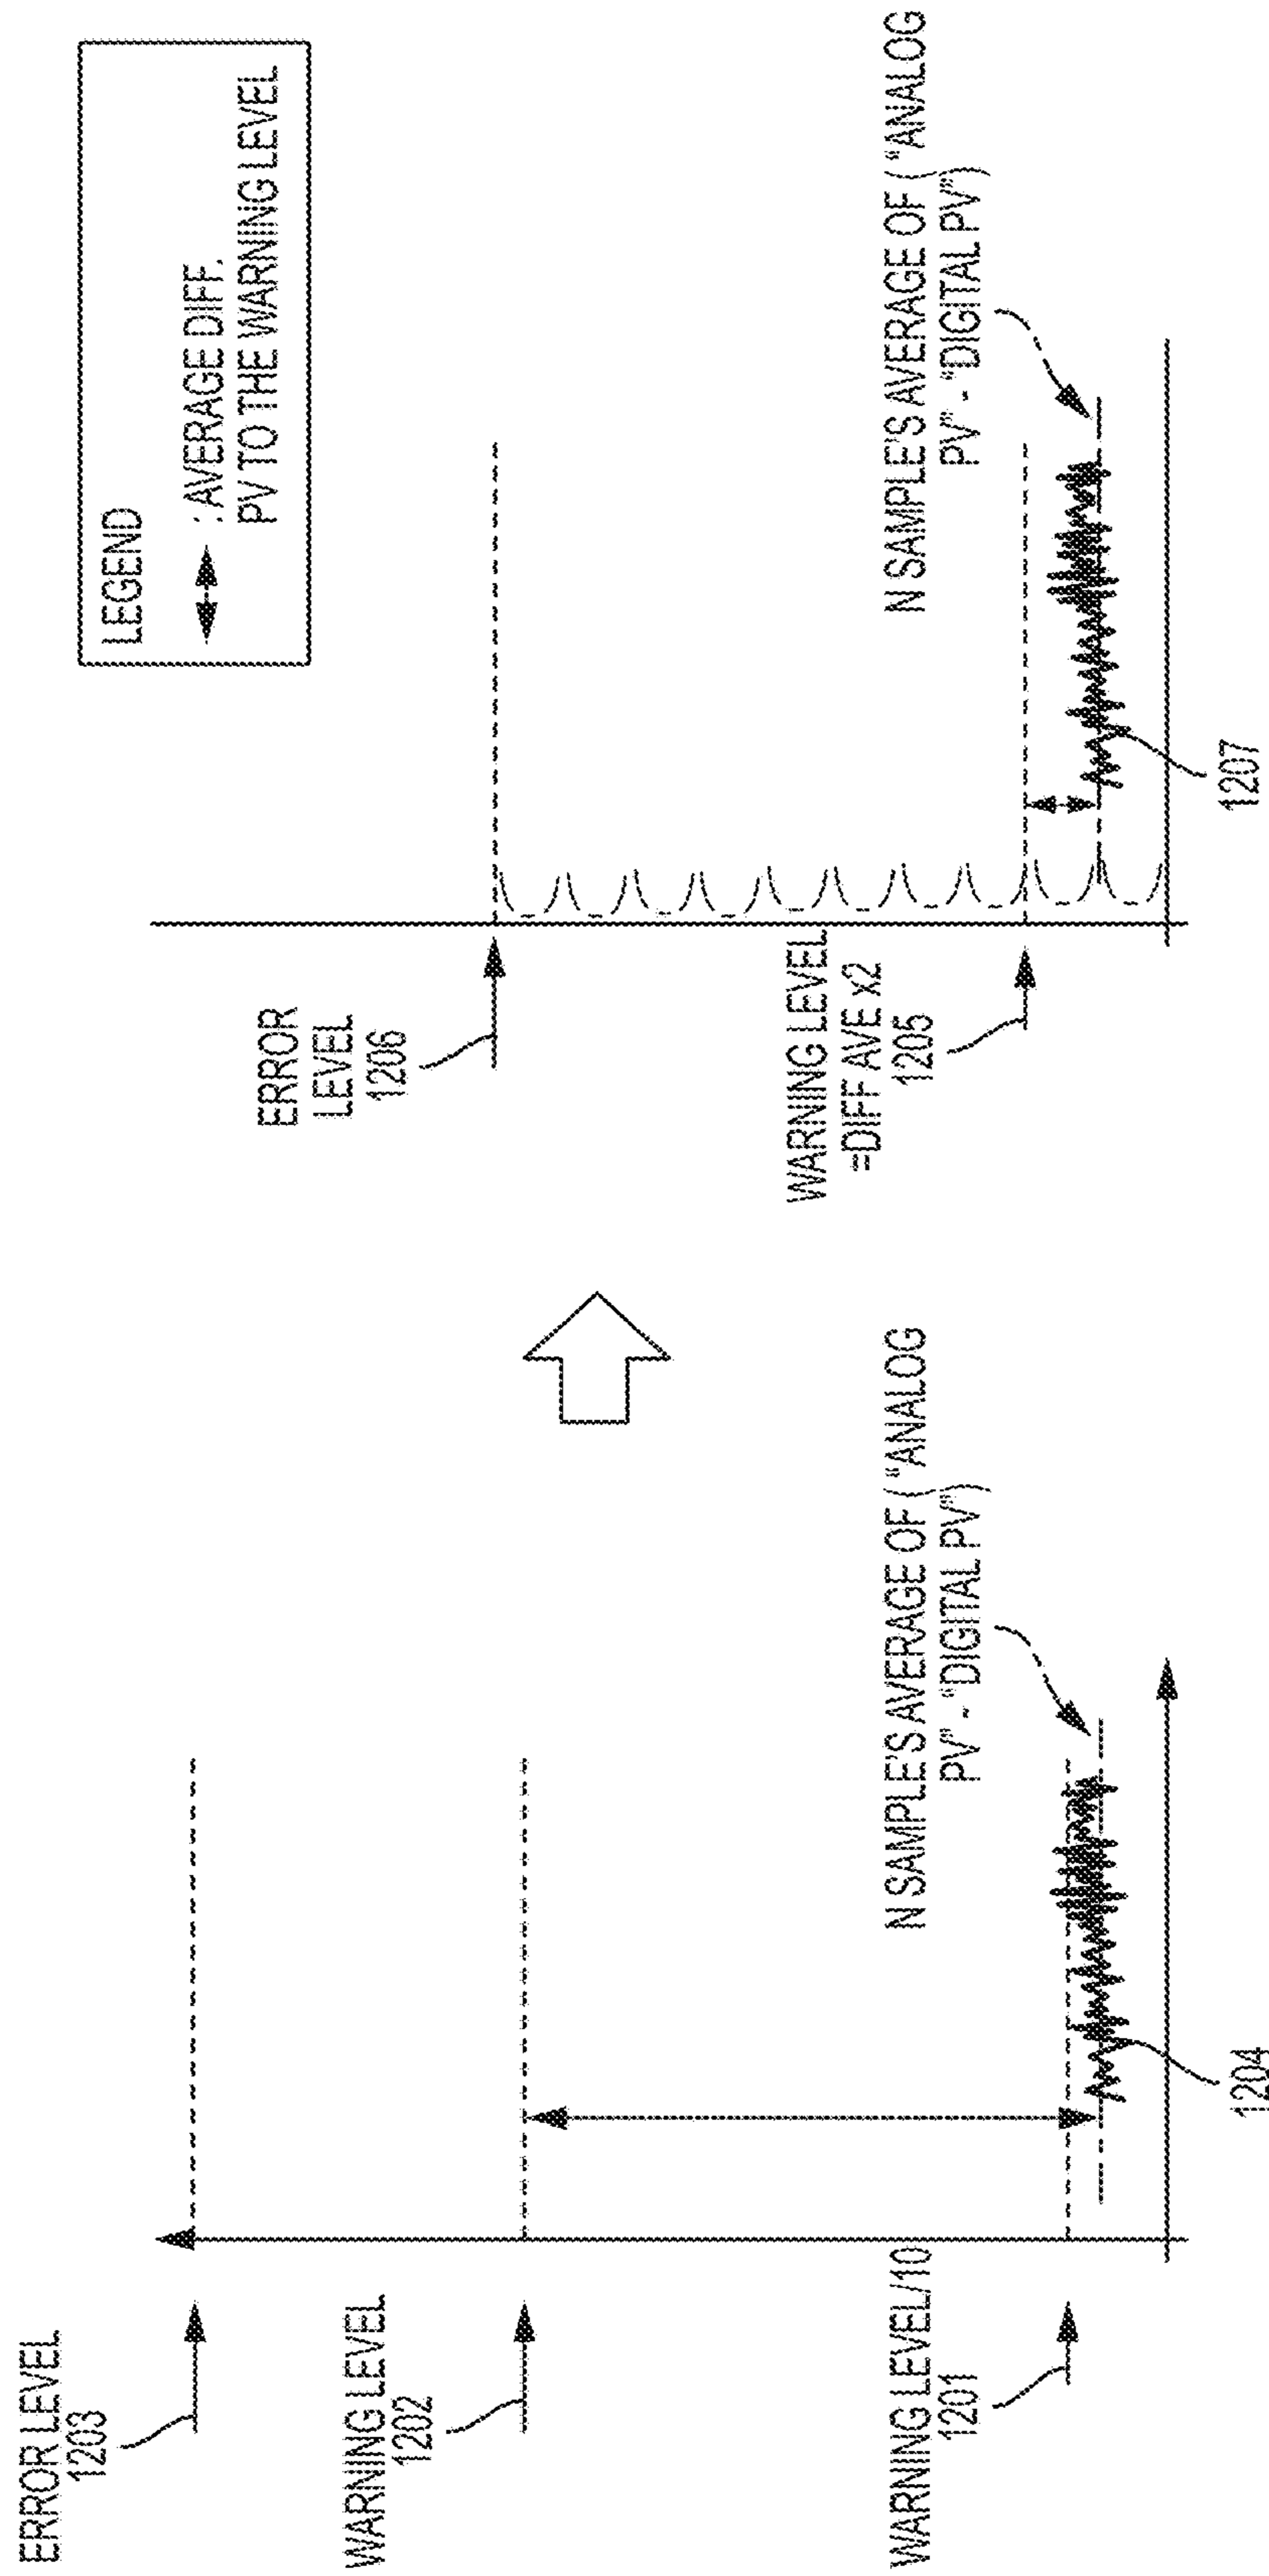 ERROR LEVEL
1203
WARNING LEVEL
1202
WARNING LEVEL/10
1201
1204
N SAMPLE'S AVERAGE OF ( "ANALOG
PV" - "DIGITAL PV")
ERROR
LEVEL
1206
WARNING LEVEL
=DIFF AVE x2
1205
1207
N SAMPLE'S AVERAGE OF ( "ANALOG
PV" - "DIGITAL PV")
LEGEND
: AVERAGE DIFF.
PV TO THE WARNING LEVEL